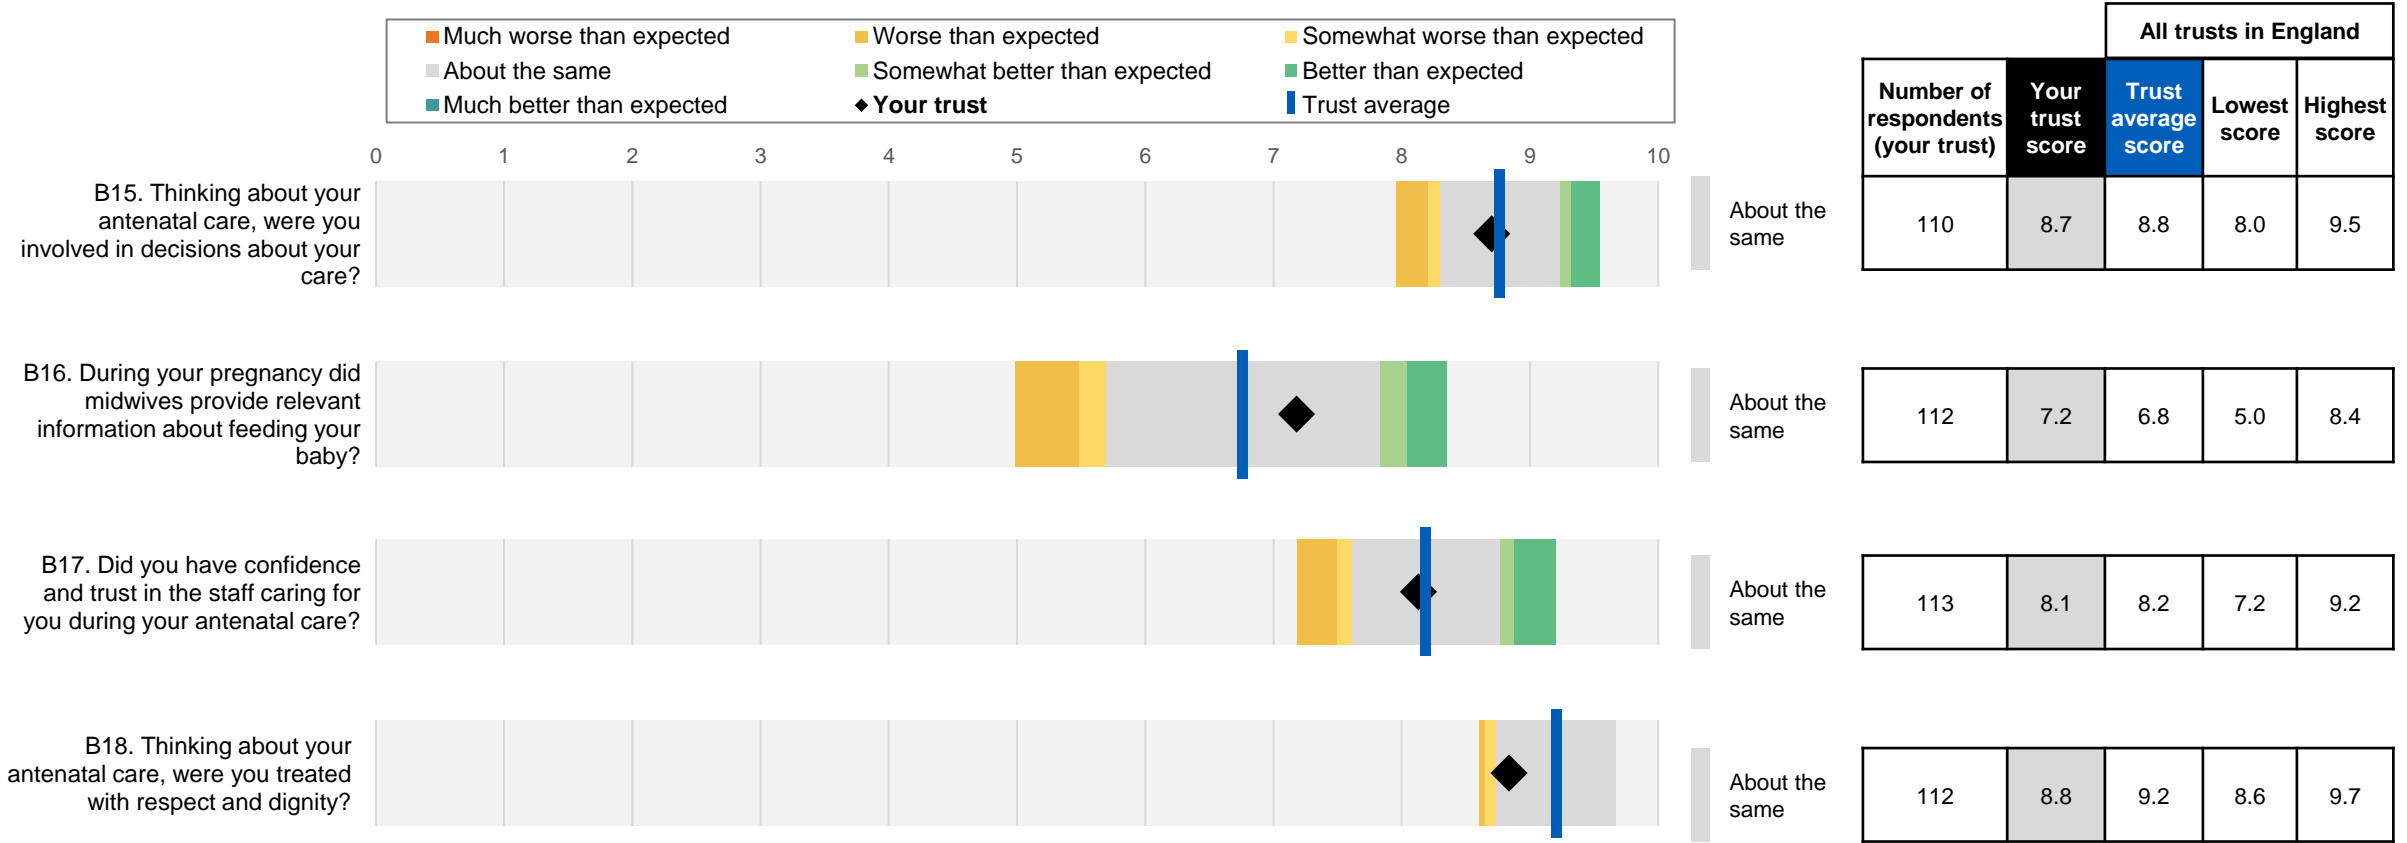 Much worse than expected
Worse than expected
Somewhat worse than expected
About the same
Somewhat better than expected
Better than expected
Much better than expected
Your trust
Trust average
All trusts in England
Number of
respondents
(your trust)
Your
trust
score
Trust
average
score
Lowest
score
Highest
score
0 1 2 3 4 5 6 7 8 9 10
B15. Thinking about your
antenatal care, were you
involved in decisions about your
care?
About the
same
110 8.7 8.8 8.0 9.5
B16. During your pregnancy did
midwives provide relevant
information about feeding your
baby?
About the
same
112 7.2 6.8 5.0 8.4
B17. Did you have confidence
and trust in the staff caring for
you during your antenatal care?
About the
same
113 8.1 8.2 7.2 9.2
B18. Thinking about your
antenatal care, were you treated
with respect and dignity?
About the
same
112 8.8 9.2 8.6 9.7